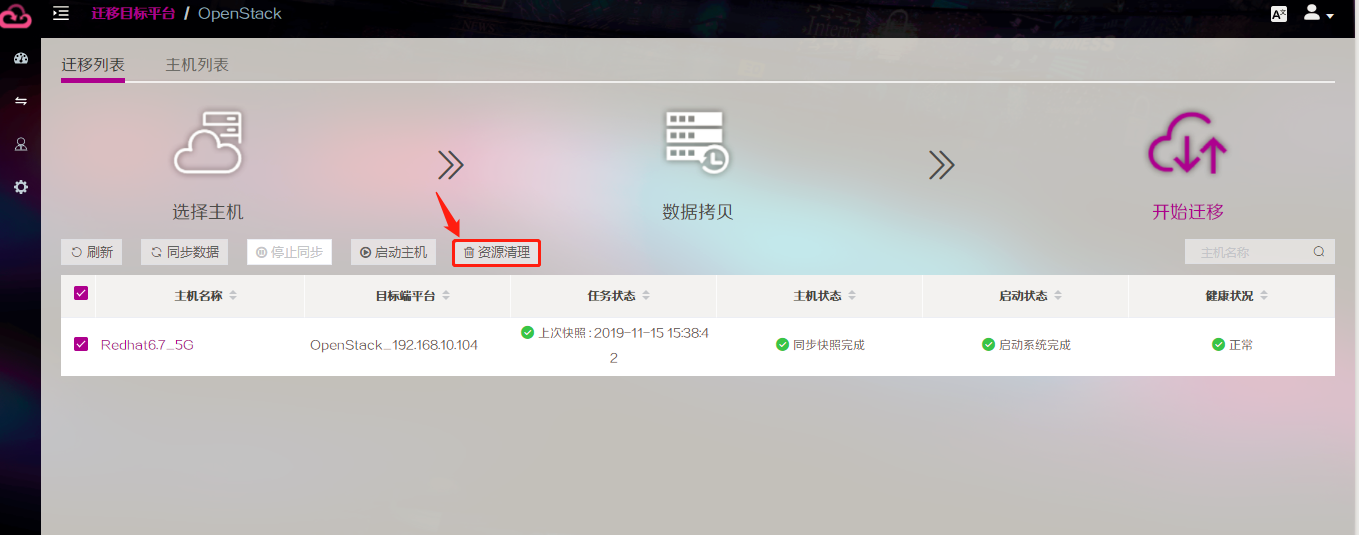 迁移目标平台 / OpenStack
迁移列表 主机列表
选择主机 数据拷贝 开始迁移
刷新 同步数据 停止同步 启动主机 资源清理 主机名称
主机名称 目标端平台 任务状态 主机状态 启动状态 健康状况
Redhat6.7_5G OpenStack_192.168.10.104 上次快照 : 2019-11-15 15:38:4 同步快照完成 启动系统完成 正常
2